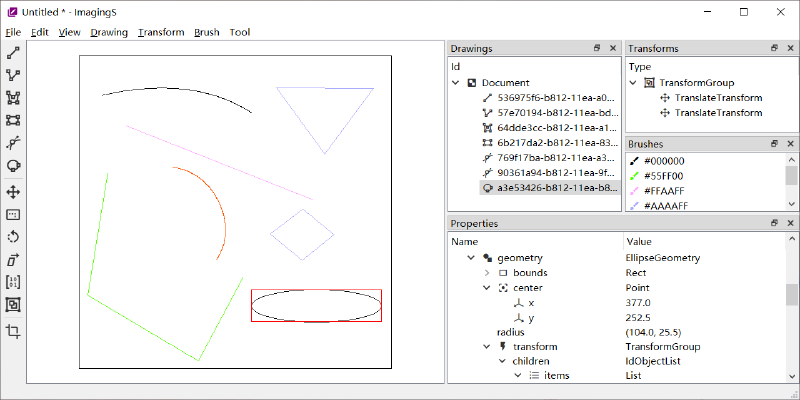 Untitled * - ImagingS
File Edit View Drawing Transform Brush Tool
Drawings
Id
Document
536975f6-b812-11ea-a0...
57e70194-b812-11ea-bd...
64dde3cc-b812-11ea-a1...
6b217da2-b812-11ea-83...
769f17ba-b812-11ea-a3...
90361a94-b812-11ea-9f...
a3e53426-b812-11ea-b8...
Transforms
Type
TransformGroup
TranslateTransform
TranslateTransform
Brushes
#000000
#55FF00
#FFAAFF
#AAAAFF
Properties
Name Value
geometry EllipseGeometry
bounds Rect
center Point
x 377.0
y 252.5
radius (104.0, 25.5)
transform TransformGroup
children IdObjectList
items List